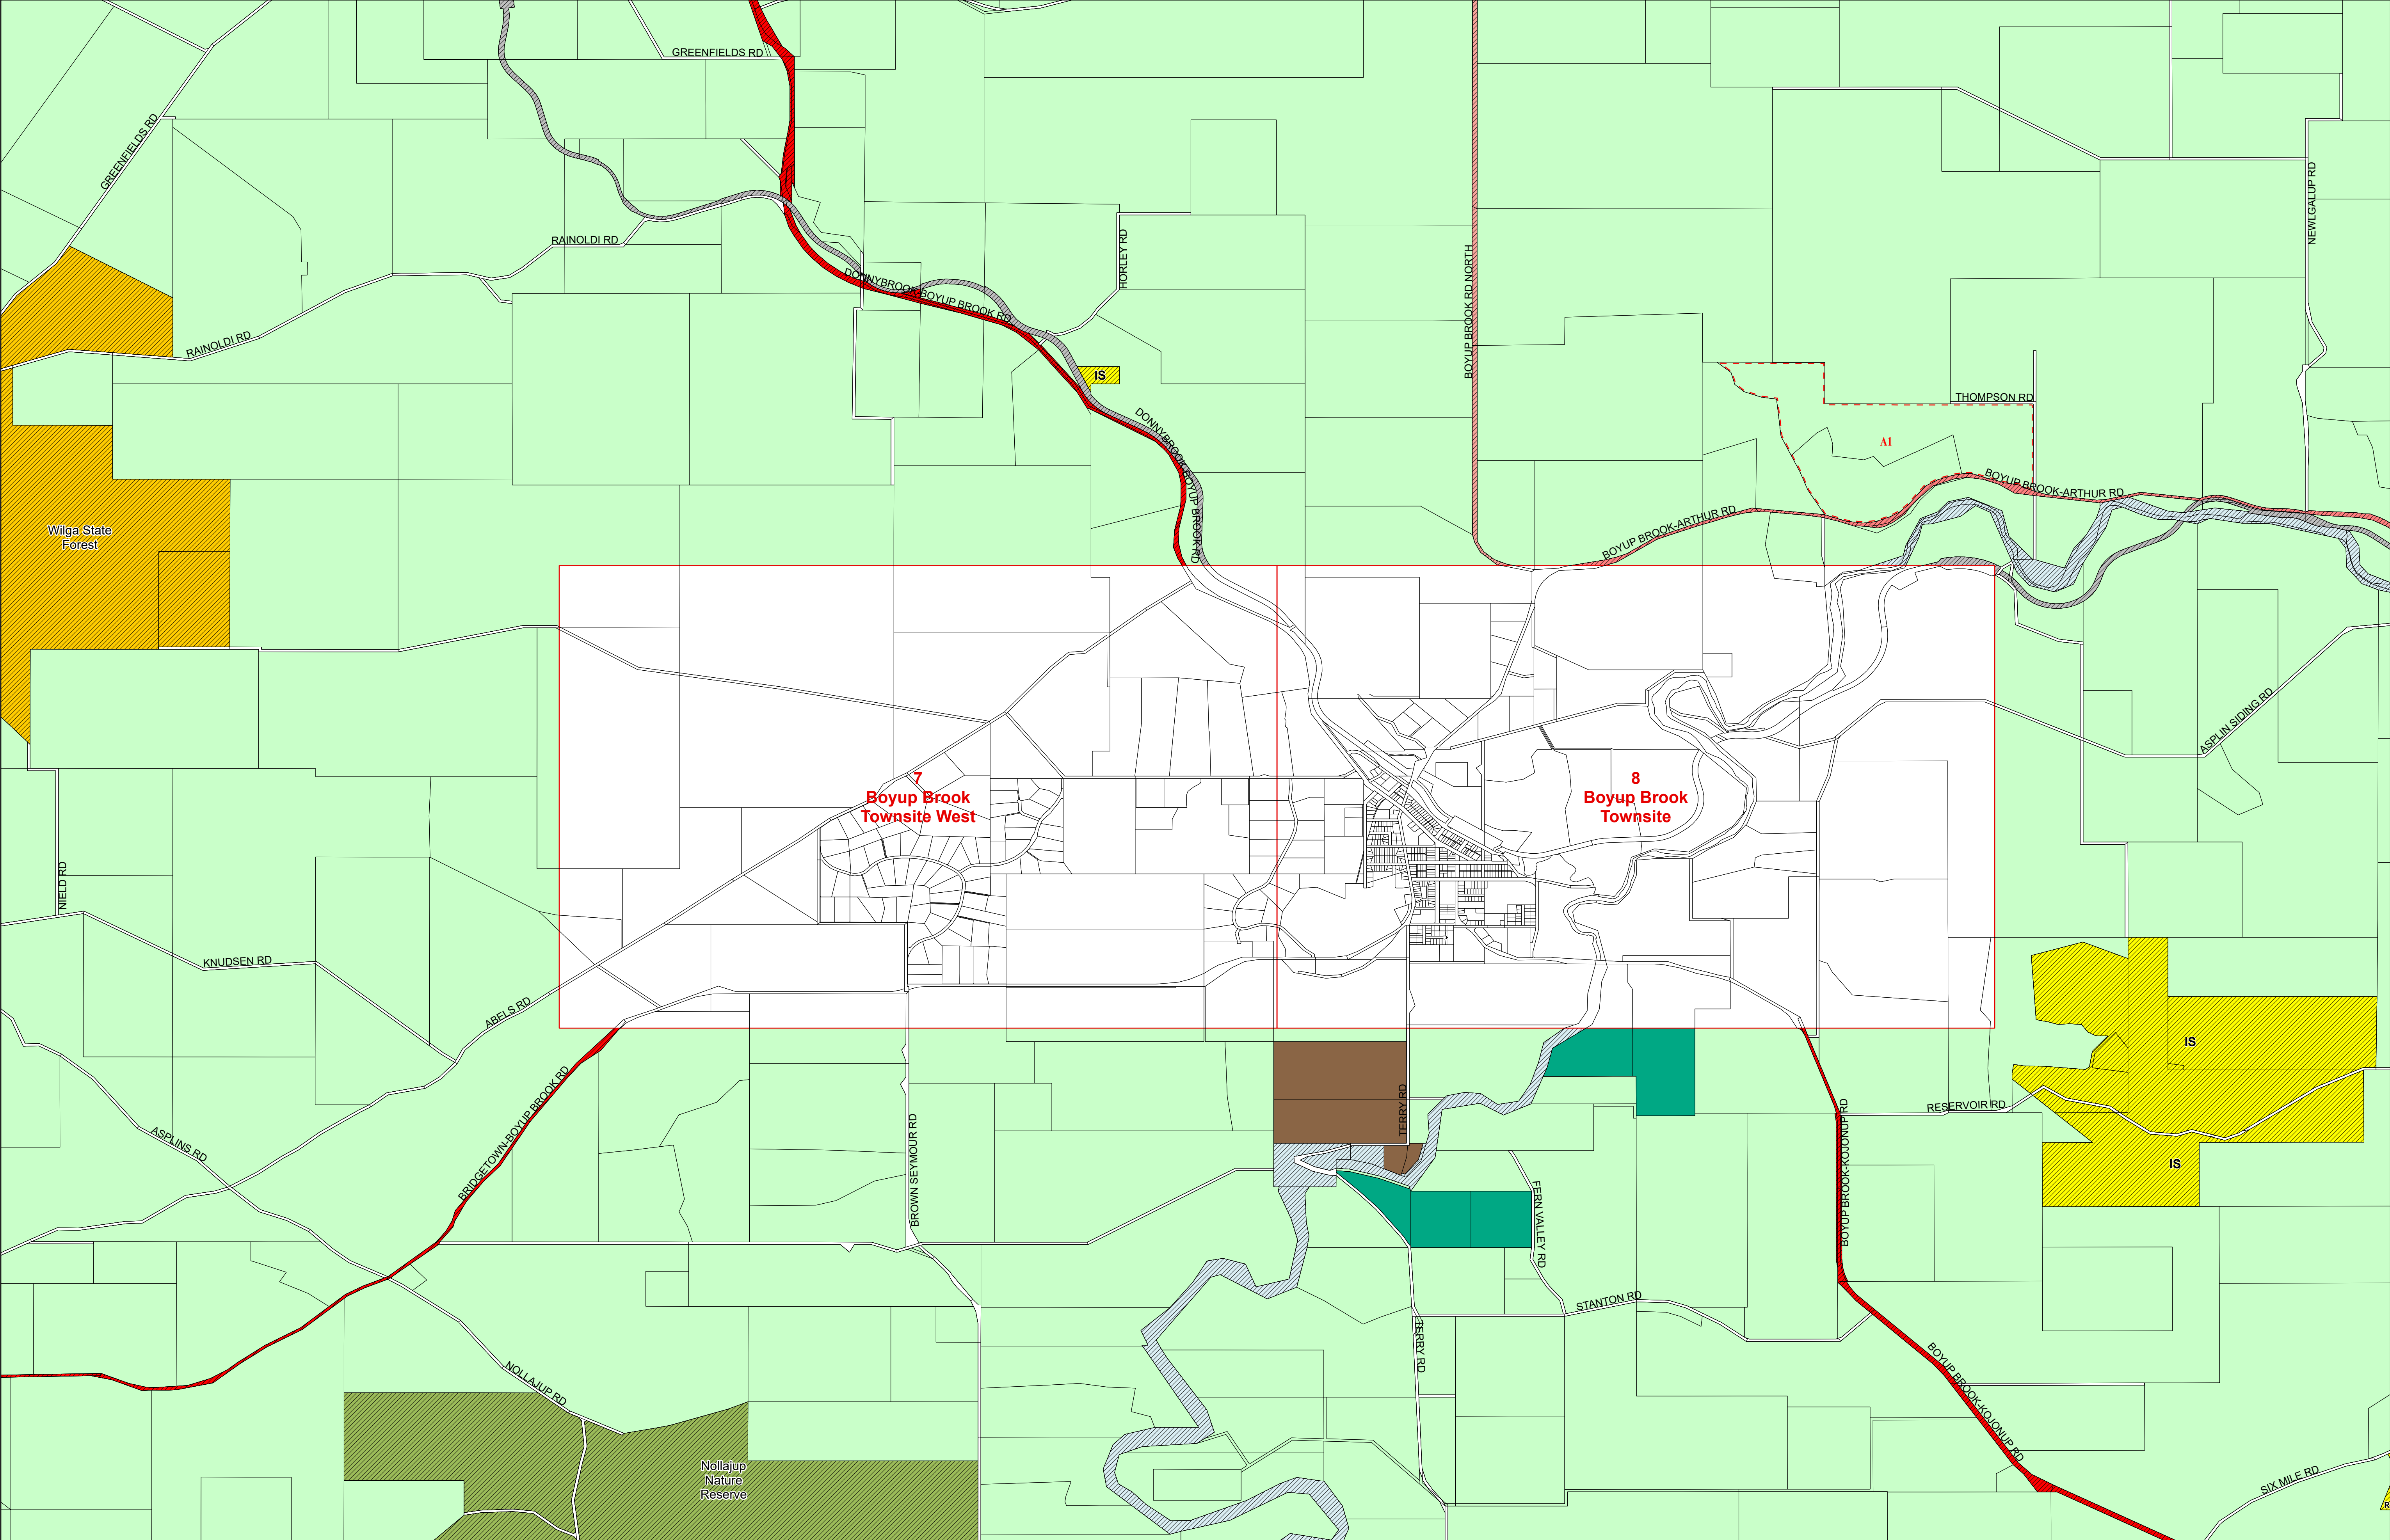 GREENFIELDS RD
GREENFIELDS RD
NEWLGALUP RD
RAINOLDI RD
HORLEY RD
DONNYBROOK-BOYUP BROOK RD
BOYUP BROOK RD NORTH
RAINOLDI RD
IS
THOMPSON RD
DONNYBROOK-BOYUP BROOK RD
A1
BOYUP BROOK-ARTHUR RD
BOYUP BROOK-ARTHUR RD
Wilga State
Forest
ASPLIN SIDING RD
7
Boyup Brook
Townsite West
8
Boyup Brook
Townsite
NIELD RD
KNUDSEN RD
ABELS RD
IS
BRIDGETOWN-BOYUP BROOK RD
TERRY RD
RESERVOIR RD
ASPLINS RD
BROWN SEYMOUR RD
BOYUP BROOK-KOJONUP RD
IS
FERN VALLEY RD
STANTON RD
TERRY RD
NOLLAJUP RD
BOYUP BROOK-KOJONUP RD
Nollajup
Nature
Reserve
SIX MILE RD
R